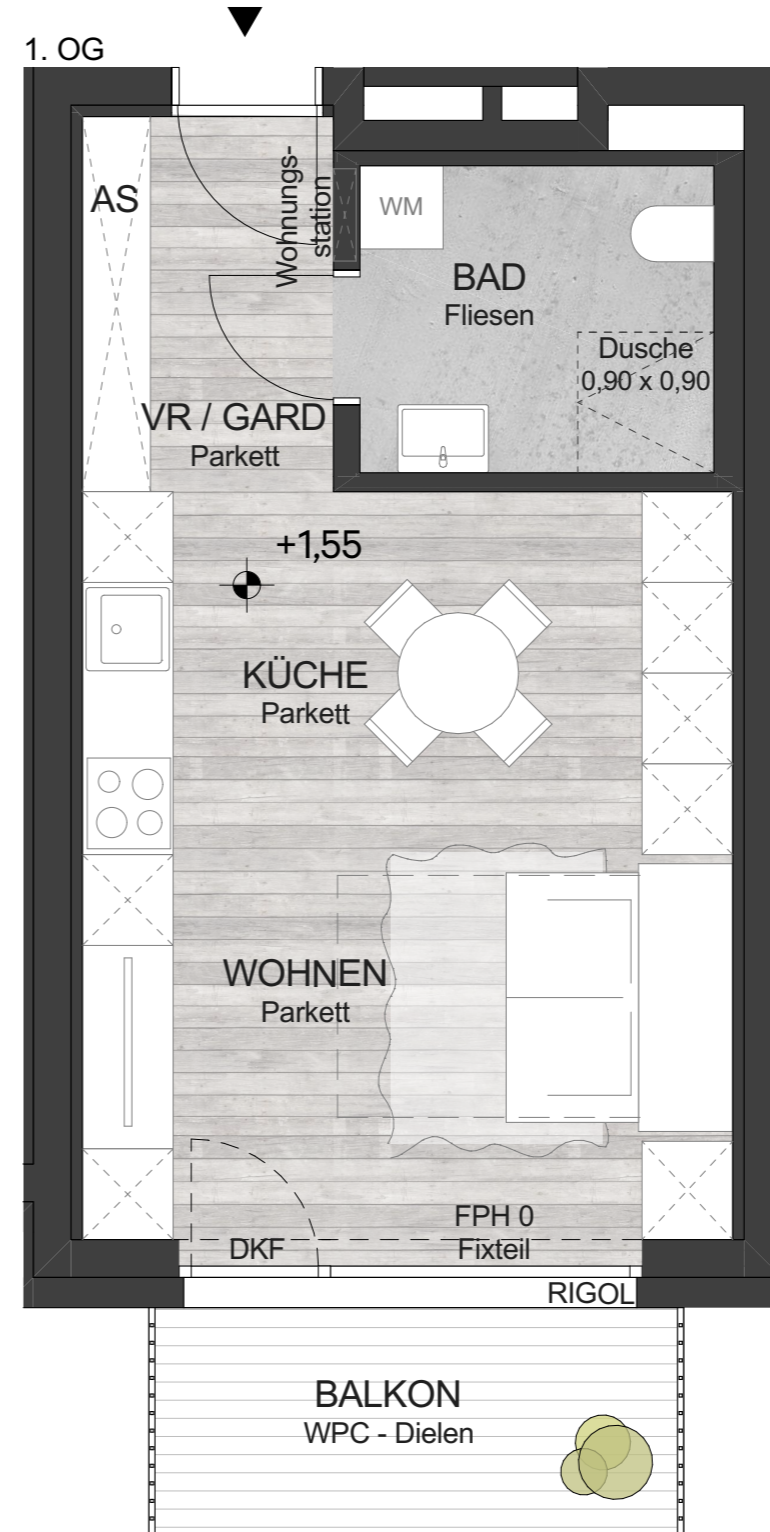 1. OG
AS
Wohnungs-
station
WM
BAD
Fliesen
Dusche
0,90 x 0,90
VR / GARD
Parkett
+1,55
KÜCHE
Parkett
WOHNEN
Parkett
FPH 0
DKF
Fixteil
RIGOL
BALKON
WPC - Dielen